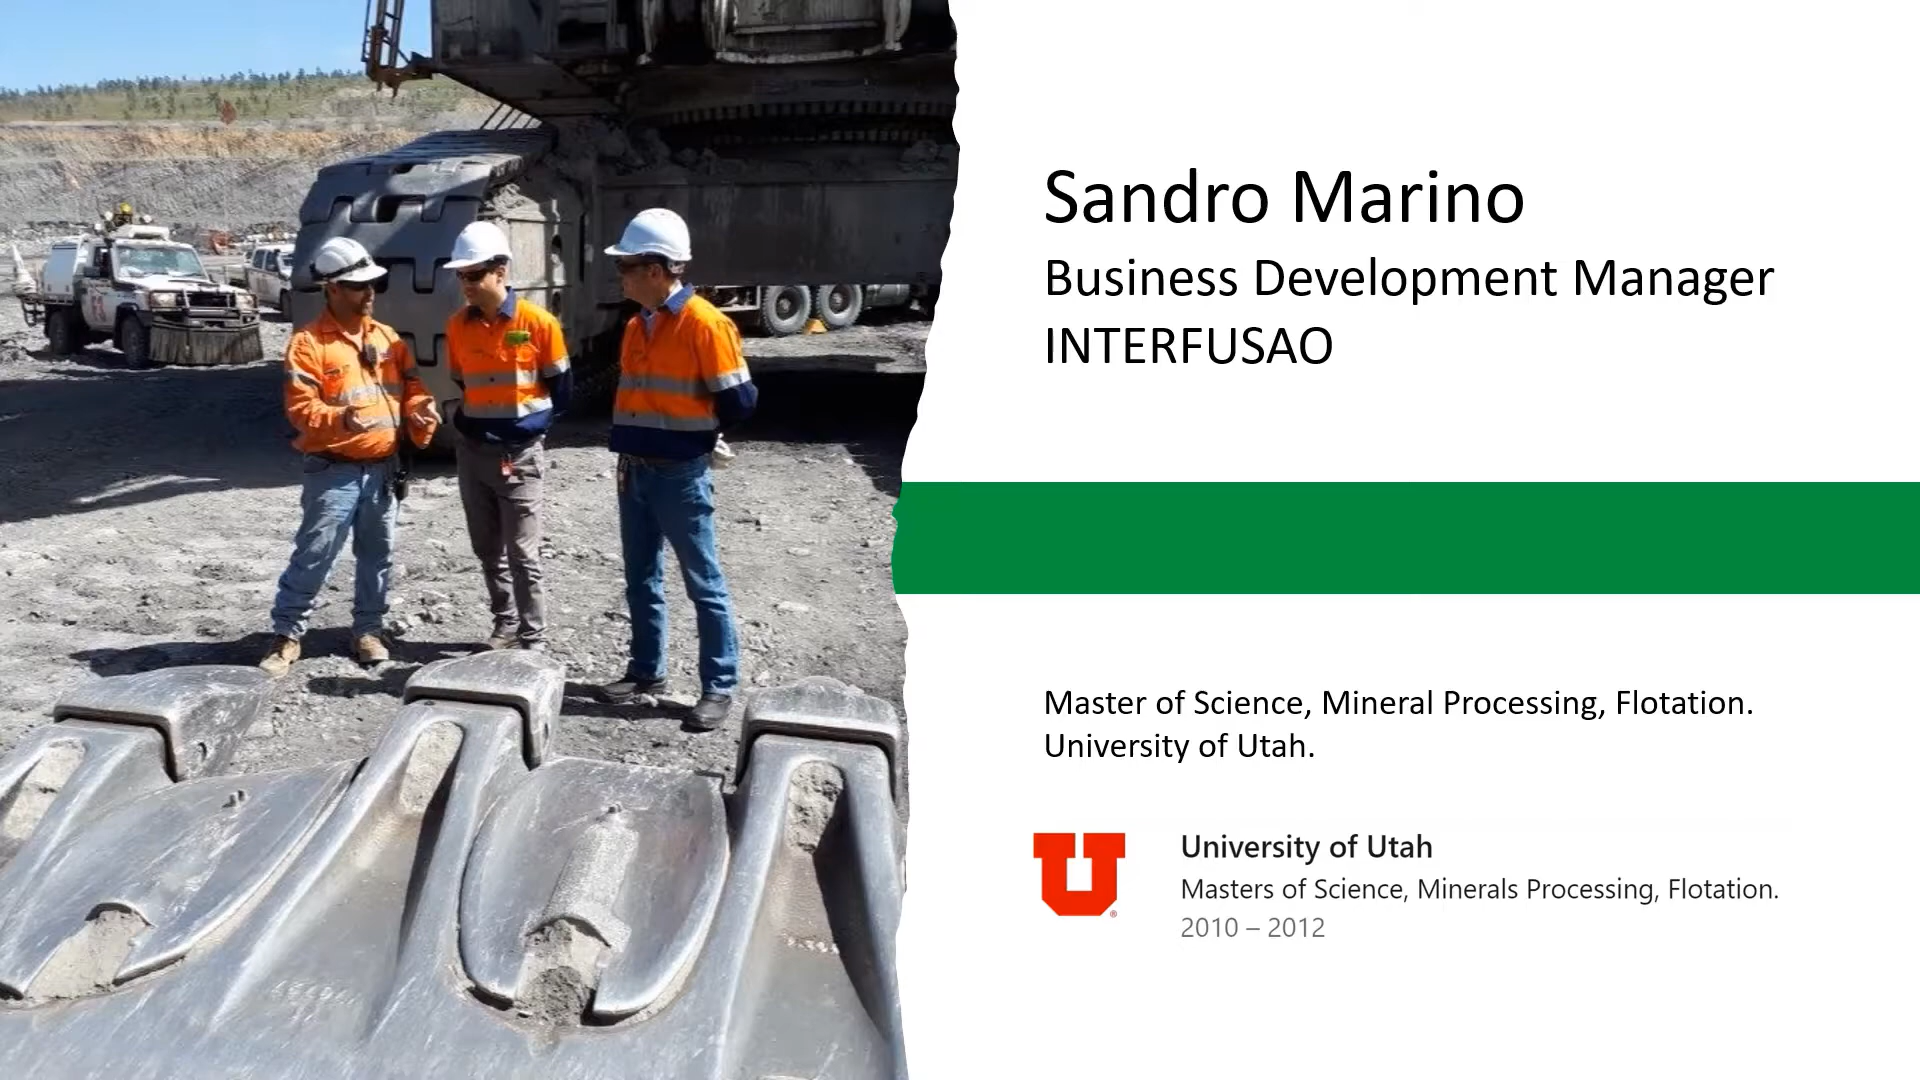 Sandro Marino
Business Development Manager
INTERFUSAO
Master of Science, Mineral Processing, Flotation.
University of Utah.
U
University of Utah
Masters of Science, Minerals Processing, Flotation.
2010 – 2012